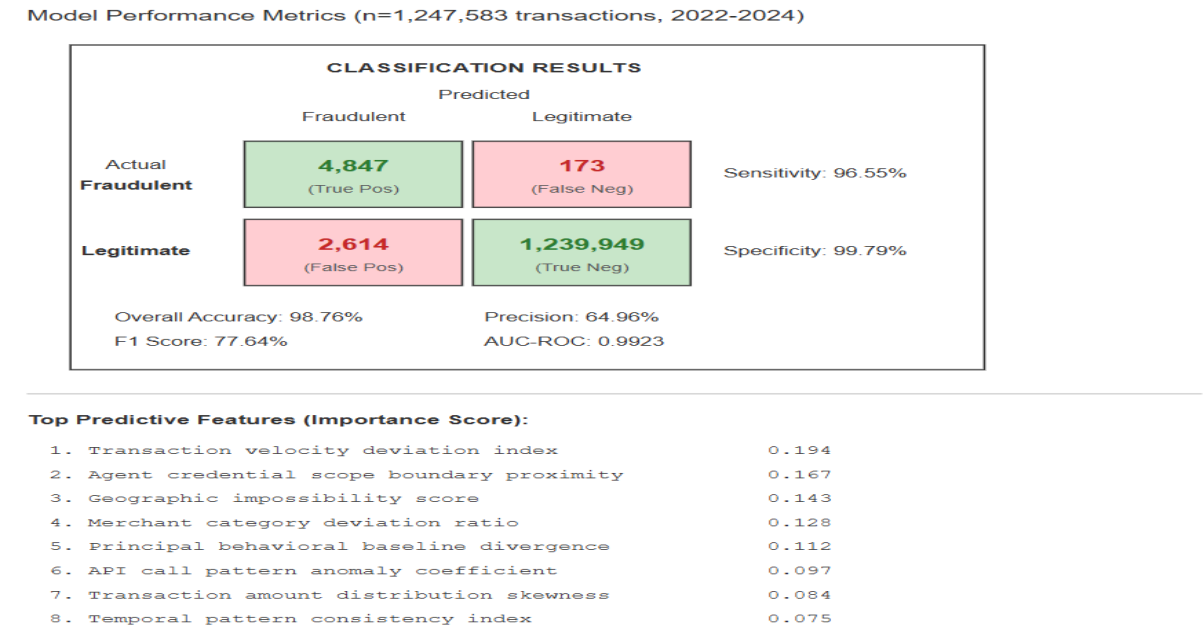 Model Performance Metrics (n=1,247,583 transactions, 2022-2024)
CLASSIFICATION RESULTS
Predicted
Fraudulent Legitimate
Actual 4,847 173
Fraudulent (True Pos) (False Neg) Sensitivity: 96.55%
2,614 1,239,949
Legitimate (False Pos) (True Neg) Specificity: 99.79%
Overall Accuracy: 98.76% Precision: 64.96%
F1 Score: 77.64% AUC-ROC: 0.9923
Top Predictive Features (Importance Score):
1. Transaction velocity deviation index 0.194
2. Agent credential scope boundary proximity 0.167
3. Geographic impossibility score 0.143
4. Merchant category deviation ratio 0.128
5. Principal behavioral baseline divergence 0.112
6. API call pattern anomaly coefficient 0.097
7. Transaction amount distribution skewness 0.084
8. Temporal pattern consistency index 0.075